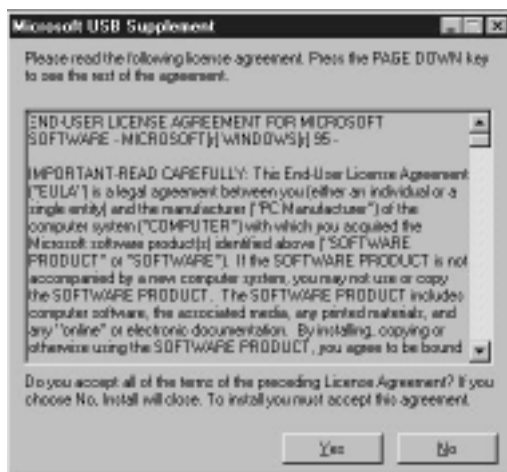 Microsoft USB Supplement
Please read the following license agreement. Press the PAGE DOWN key
to see the rest of the agreement.
END-USER LICENSE AGREEMENT FOR MICROSOFT
SOFTWARE - MICROSOFT(r) WINDOWS(r) 95 -
IMPORTANT-READ CAREFULLY: This End-User License Agreement
("EULA") is a legal agreement between you (either an individual or a
single entity) and the manufacturer ("PC Manufacturer") of the
computer system ("COMPUTER") with which you acquired the
Microsoft software product(s) identified above ("SOFTWARE
PRODUCT" or "SOFTWARE"). If the SOFTWARE PRODUCT is not
accompanied by a new computer system, you may not use or copy
the SOFTWARE PRODUCT. The SOFTWARE PRODUCT includes
computer software, the associated media, any printed materials, and
any "online" or electronic documentation. By installing, copying or
otherwise using the SOFTWARE PRODUCT, you agree to be bound
Do you accept all of the terms of the preceding License Agreement? If you
choose No, Install will close. To install you must accept this agreement.
Yes
No